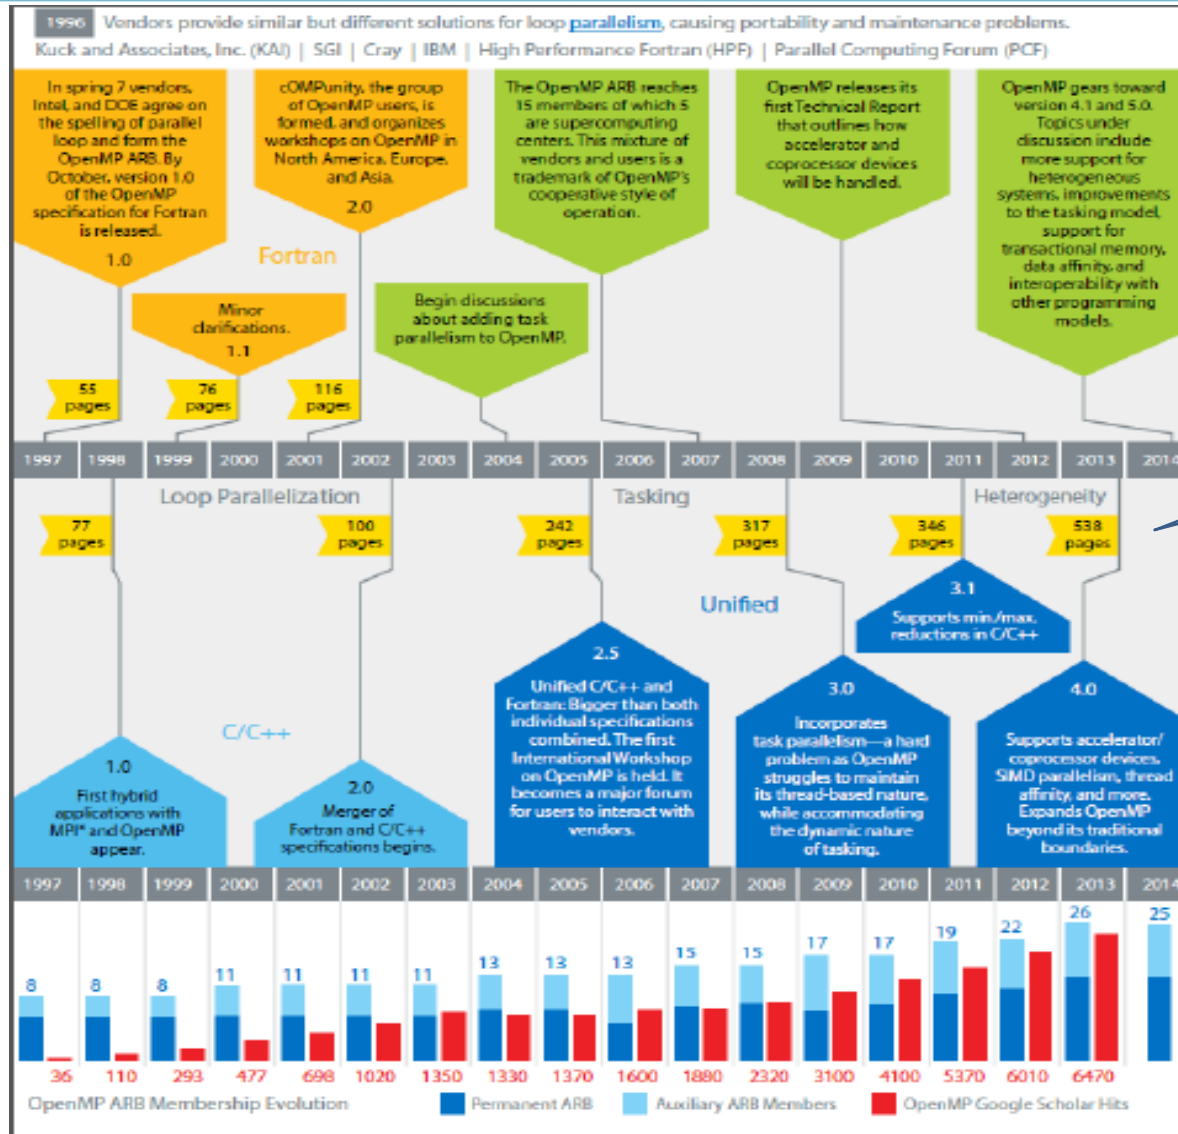 1996 Vendors provide similar but different solutions for loop parallelism, causing portability and maintenance problems.
Kuck and Associates, Inc. (KAI) | SGI | Cray | IBM | High Performance Fortran (HPF) | Parallel Computing Forum (PCF)
In spring 7 vendors,
Intel, and DOE agree on
the spelling of parallel
loop and form the
OpenMP ARB. By
October, version 1.0
of the OpenMP
specification for Fortran
is released.
1.0
cOMPunity, the group
of OpenMP users, is
formed, and organizes
workshops on OpenMP in
North America, Europe,
and Asia.
2.0
The OpenMP ARB reaches
15 members of which 5
are supercomputing
centers. This mixture of
vendors and users is a
trademark of OpenMP's
cooperative style of
operation.
OpenMP releases its
first Technical Report
that outlines how
accelerator and
coprocessor devices
will be handled.
OpenMP gears toward
version 4.1 and 5.0.
Topics under
discussion include
more support for
heterogeneous
systems, improvements
to the tasking model,
support for
transactional memory,
data affinity, and
interoperability with
other programming
models.
Fortran
Minor
clarifications.
1.1
Begin discussions
about adding task
parallelism to OpenMP.
55
pages
76
pages
116
pages
1997 1998 1999 2000 2001 2002 2003 2004 2005 2006 2007 2008 2009 2010 2011 2012 2013 2014
Loop Parallelization Tasking Heterogeneity
77
pages
100
pages
242
pages
317
pages
346
pages
538
pages
Unified
3.1
Supports min./max.
reductions in C/C++
C/C++
1.0
First hybrid
applications with
MPI* and OpenMP
appear.
2.0
Merger of
Fortran and C/C++
specifications begins.
2.5
Unified C/C++ and
Fortran: Bigger than both
individual specifications
combined. The first
International Workshop
on OpenMP is held. It
becomes a major forum
for users to interact with
vendors.
3.0
Incorporates
task parallelism—a hard
problem as OpenMP
struggles to maintain
its thread-based nature,
while accommodating
the dynamic nature
of tasking.
4.0
Supports accelerator/
coprocessor devices,
SIMD parallelism, thread
affinity, and more.
Expands OpenMP
beyond its traditional
boundaries.
1997 1998 1999 2000 2001 2002 2003 2004 2005 2006 2007 2008 2009 2010 2011 2012 2013 2014
8 8 8 11 11 11 11 13 13 13 15 15 17 17 19 22 26 25
36 110 293 477 698 1020 1350 1330 1370 1600 1880 2320 3100 4100 5370 6010 6470
OpenMP ARB Membership Evolution Permanent ARB Auxiliary ARB Members OpenMP Google Scholar Hits